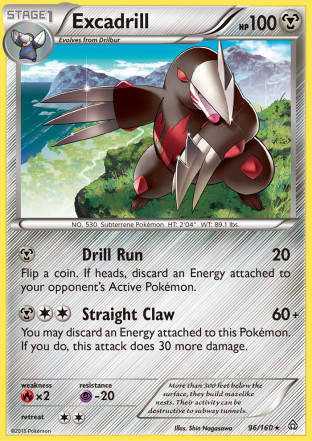 STAGE1
Excadrill
HP100
Evolves from Drilbur
NO. 530 Subterrene Pokémon HT: 2'04" WT: 89.1 lbs.
Drill Run 20
Flip a coin. If heads, discard an Energy attached to
your opponent's Active Pokémon.
Straight Claw 60+
You may discard an Energy attached to this Pokémon.
If you do, this attack does 30 more damage.
weakness
×2
resistance
-20
retreat
More than 300 feet below the
surface, they build mazelike
nests. Their activity can be
destructive to underground tunnels.
©2015 Pokémon
Illus. Shin Nagasawa
96/160 ★